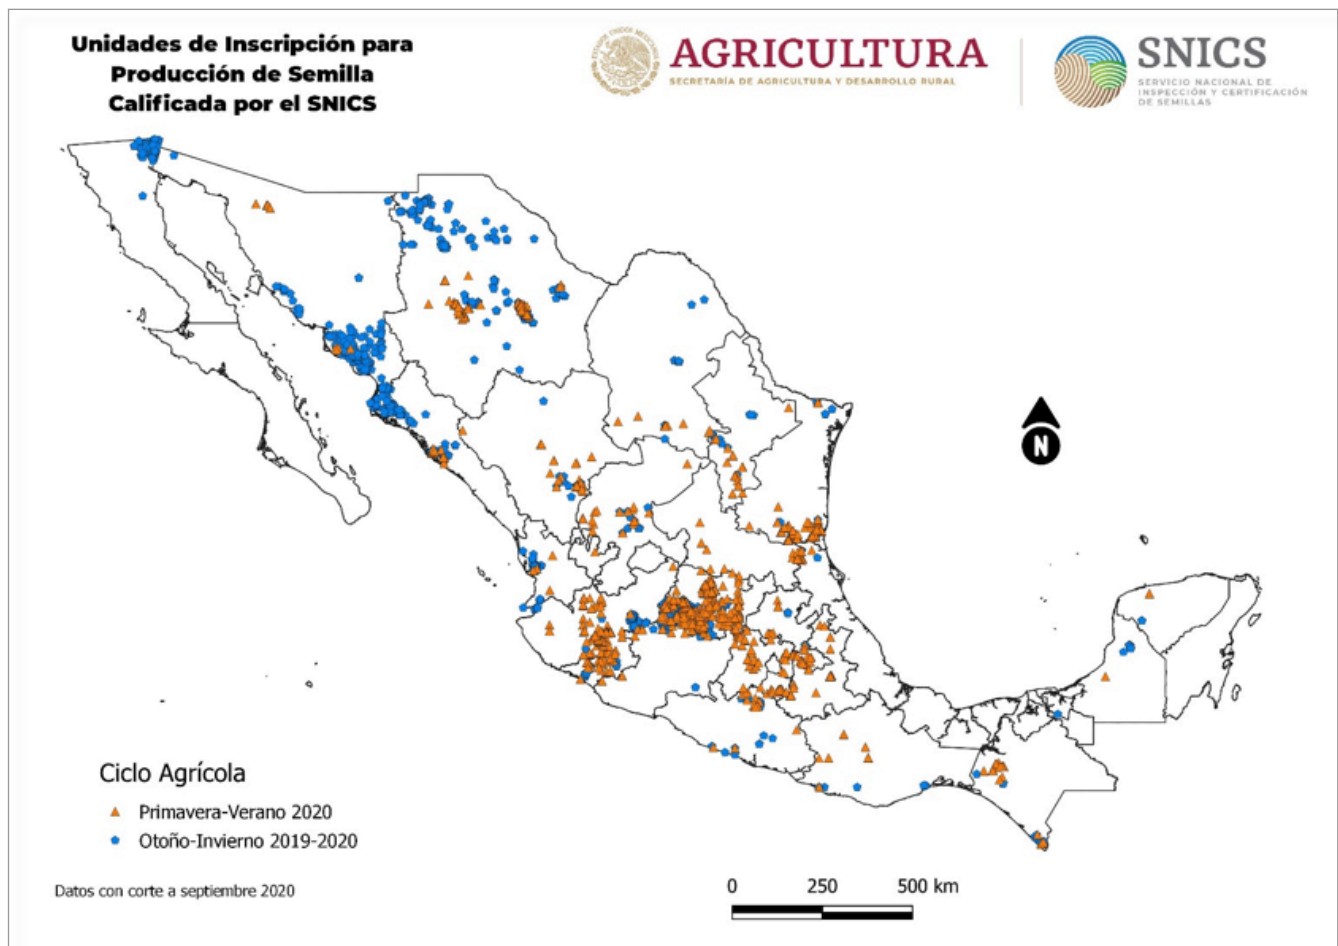 Unidades de Inscripción para
Producción de Semilla
Calificada por el SNICS
AGRICULTURA
SECRETARÍA DE AGRICULTURA Y DESARROLLO RURAL
SNICS
SERVICIO NACIONAL DE
INSPECCIÓN Y CERTIFICACIÓN
DE SEMILLAS
N
Ciclo Agrícola
Primavera-Verano 2020
Otoño-Invierno 2019-2020
Datos con corte a septiembre 2020
0 250 500 km